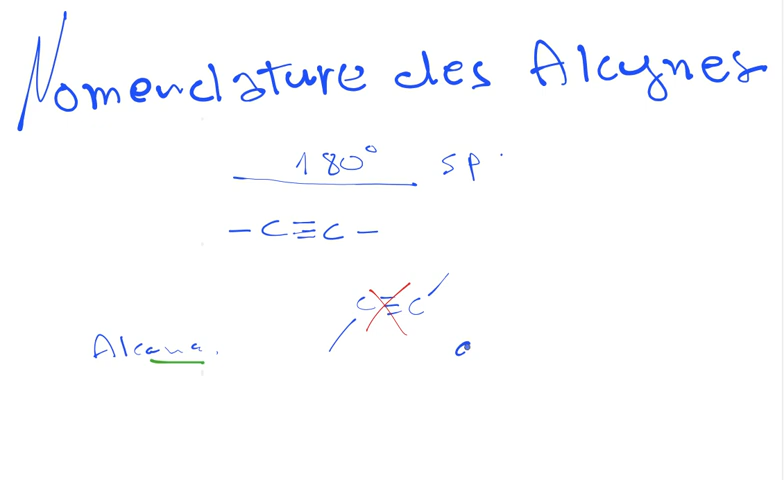 Nomenclature des Alcynes
180° sp
– C ≡ C –
C ≡ C
Alcane.